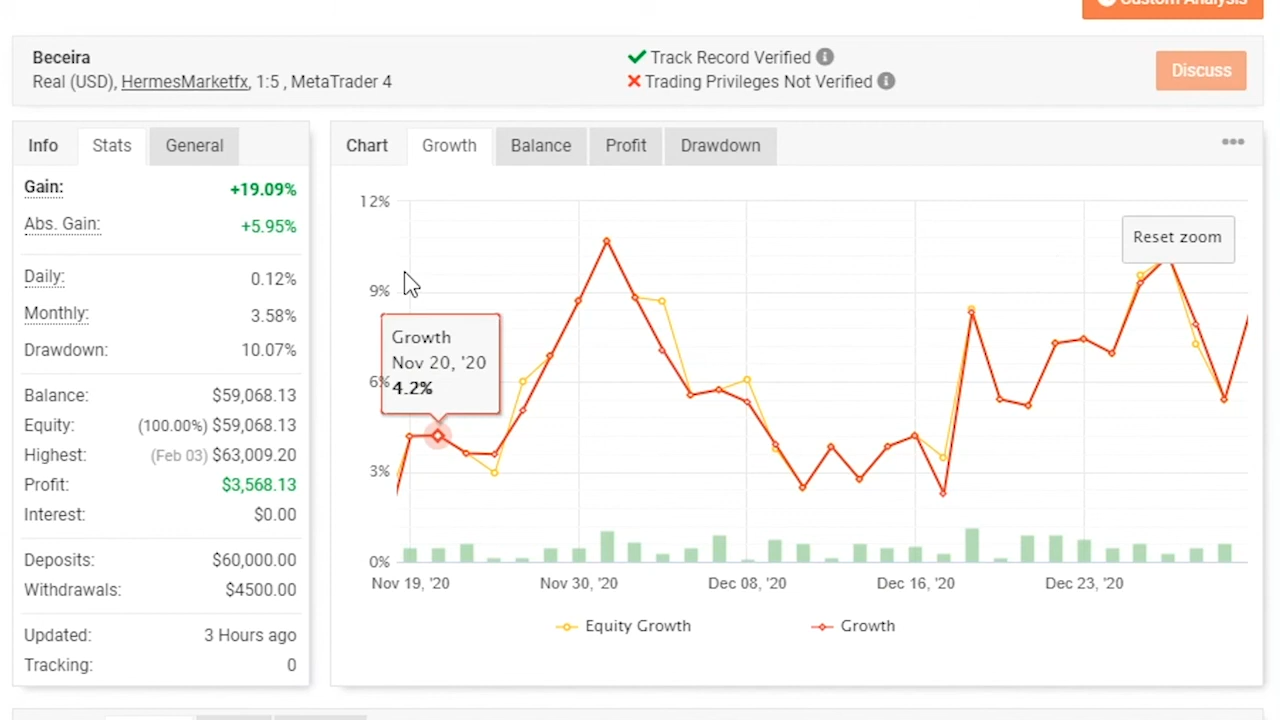 Custom Analysis
Beceira
Real (USD), HermesMarketfx, 1:5 , MetaTrader 4
Track Record Verified
Trading Privileges Not Verified
Discuss
Info Stats General
Gain: +19.09%
Abs. Gain: +5.95%
Daily: 0.12%
Monthly: 3.58%
Drawdown: 10.07%
Balance: $59,068.13
Equity: (100.00%) $59,068.13
Highest: (Feb 03) $63,009.20
Profit: $3,568.13
Interest: $0.00
Deposits: $60,000.00
Withdrawals: $4500.00
Updated: 3 Hours ago
Tracking: 0
Chart Growth Balance Profit Drawdown
12%
9%
6%
3%
0%
Reset zoom
Growth
Nov 20, '20
4.2%
Nov 19, '20 Nov 30, '20 Dec 08, '20 Dec 16, '20 Dec 23, '20
Equity Growth Growth